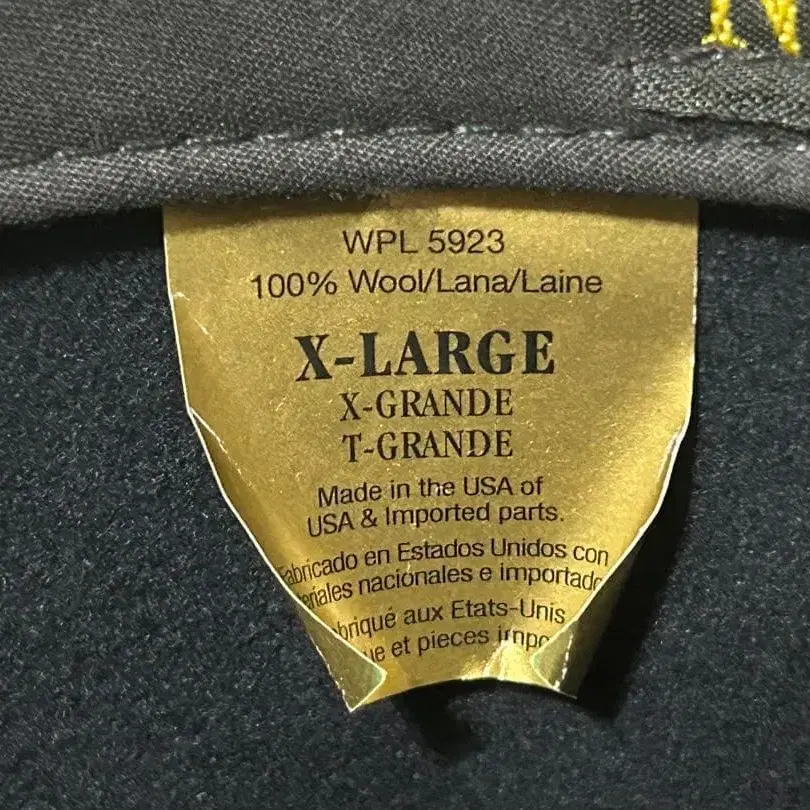 N
WPL 5923
100% Wool/Lana/Laine
X-LARGE
X-GRANDE
T-GRANDE
Made in the USA of
USA & Imported parts.
Fabricado en Estados Unidos con
nacionales e
aux Etats-Unis
et pieces